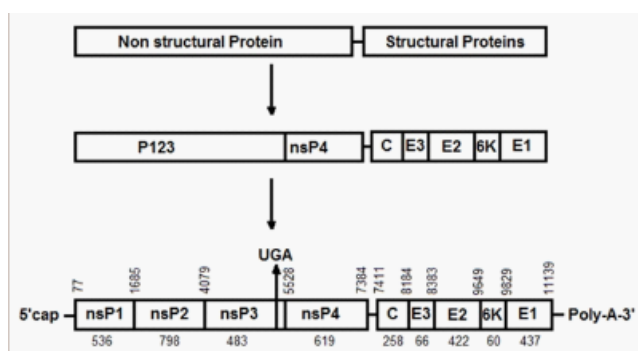 Non structural Protein Structural Proteins
P123 nsP4 C E3 E2 6K E1
UGA
77 1685 4079 5528 7384 7411 8184 8383 9649 9829 11139
5'cap nsP1 nsP2 nsP3 nsP4 C E3 E2 6K E1 Poly-A-3'
536 798 483 619 258 66 422 60 437